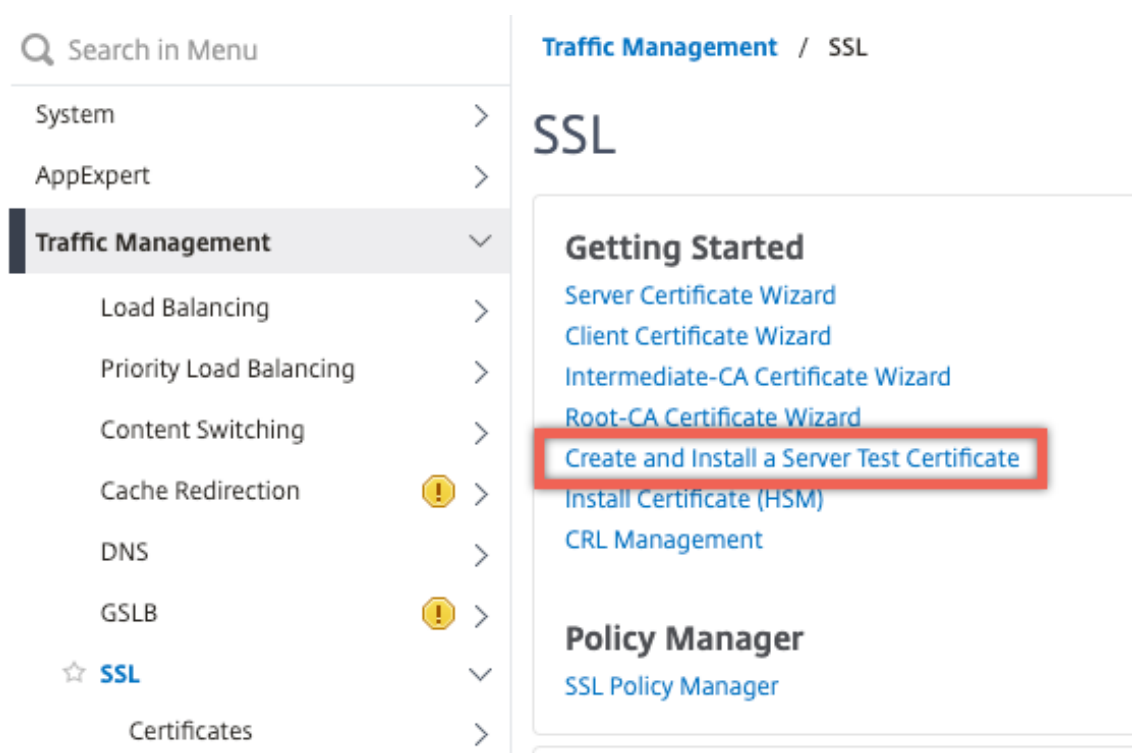 Search in Menu
System
AppExpert
Traffic Management
Load Balancing
Priority Load Balancing
Content Switching
Cache Redirection
DNS
GSLB
SSL
Certificates
Traffic Management / SSL
SSL
Getting Started
Server Certificate Wizard
Client Certificate Wizard
Intermediate-CA Certificate Wizard
Root-CA Certificate Wizard
Create and Install a Server Test Certificate
Install Certificate (HSM)
CRL Management
Policy Manager
SSL Policy Manager